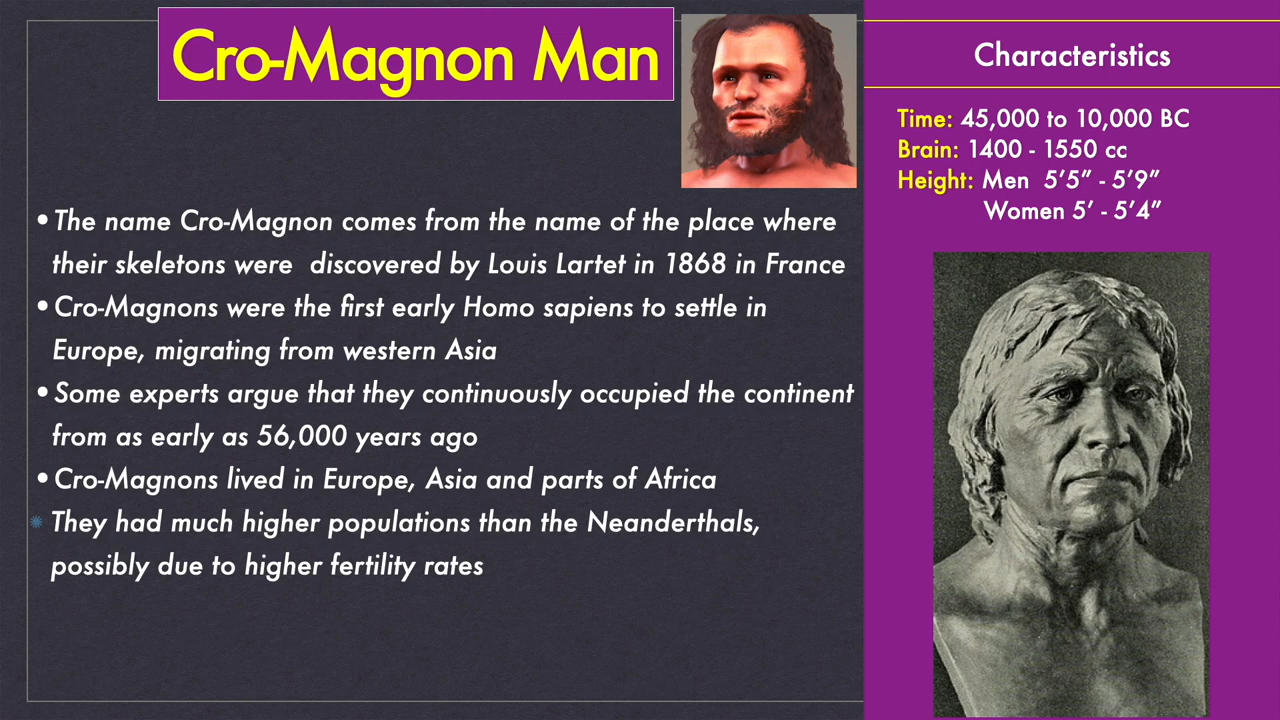 Cro-Magnon Man
•The name Cro-Magnon comes from the name of the place where
their skeletons were  discovered by Louis Lartet in 1868 in France
•Cro-Magnons were the first early Homo sapiens to settle in
Europe, migrating from western Asia
•Some experts argue that they continuously occupied the continent
from as early as 56,000 years ago
•Cro-Magnons lived in Europe, Asia and parts of Africa
They had much higher populations than the Neanderthals,
possibly due to higher fertility rates
Characteristics
Time: 45,000 to 10,000 BC
Brain: 1400 - 1550 cc
Height: Men  5’5” - 5’9”
Women 5’ - 5’4”